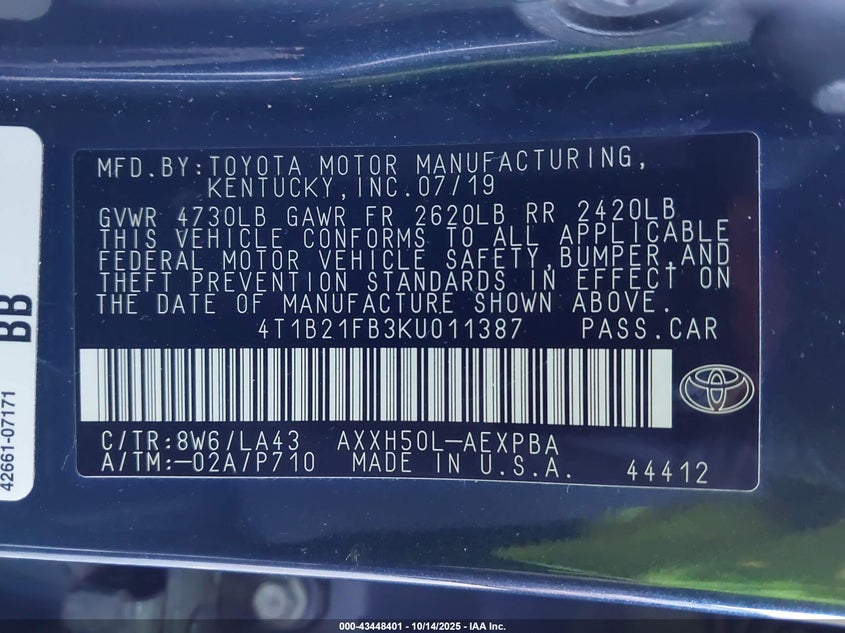 MFD.BY:TOYOTA MOTOR MANUFACTURING,
KENTUCKY,INC.07/19
GVWR 4730LB GAWR FR 2620LB RR 2420LB
THIS VEHICLE CONFORMS TO ALL APPLICABLE
FEDERAL MOTOR VEHICLE SAFETY,BUMPER,AND
THEFT PREVENTION STANDARDS IN EFFECT ON
THE DATE OF MANUFACTURE SHOWN ABOVE.
4T1B21FB3KU011387 PASS.CAR
C/TR:8W6/LA43 AXXH50L-AEXPBA
A/TM:-02A/P710 MADE IN U.S.A. 44412
BB
42661-07171
000-43448401 - 10/14/2025 - IAA Inc.